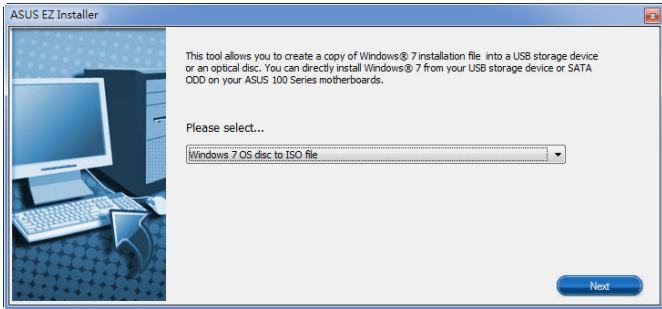 ASUS EZ Installer
This tool allows you to create a copy of Windows® 7 installation file into a USB storage device
or an optical disc. You can directly install Windows® 7 from your USB storage device or SATA
ODD on your ASUS 100 Series motherboards.
Please select...
Windows 7 OS disc to ISO file
Next